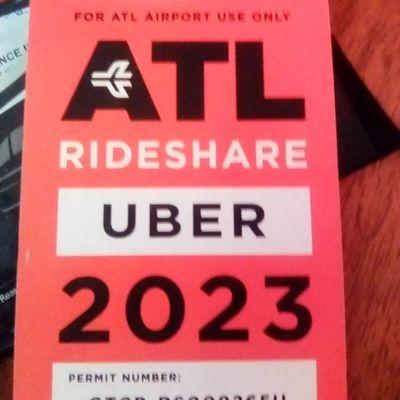 FOR ATL AIRPORT USE ONLY
ATL
RIDESHARE
UBER
2023
PERMIT NUMBER: